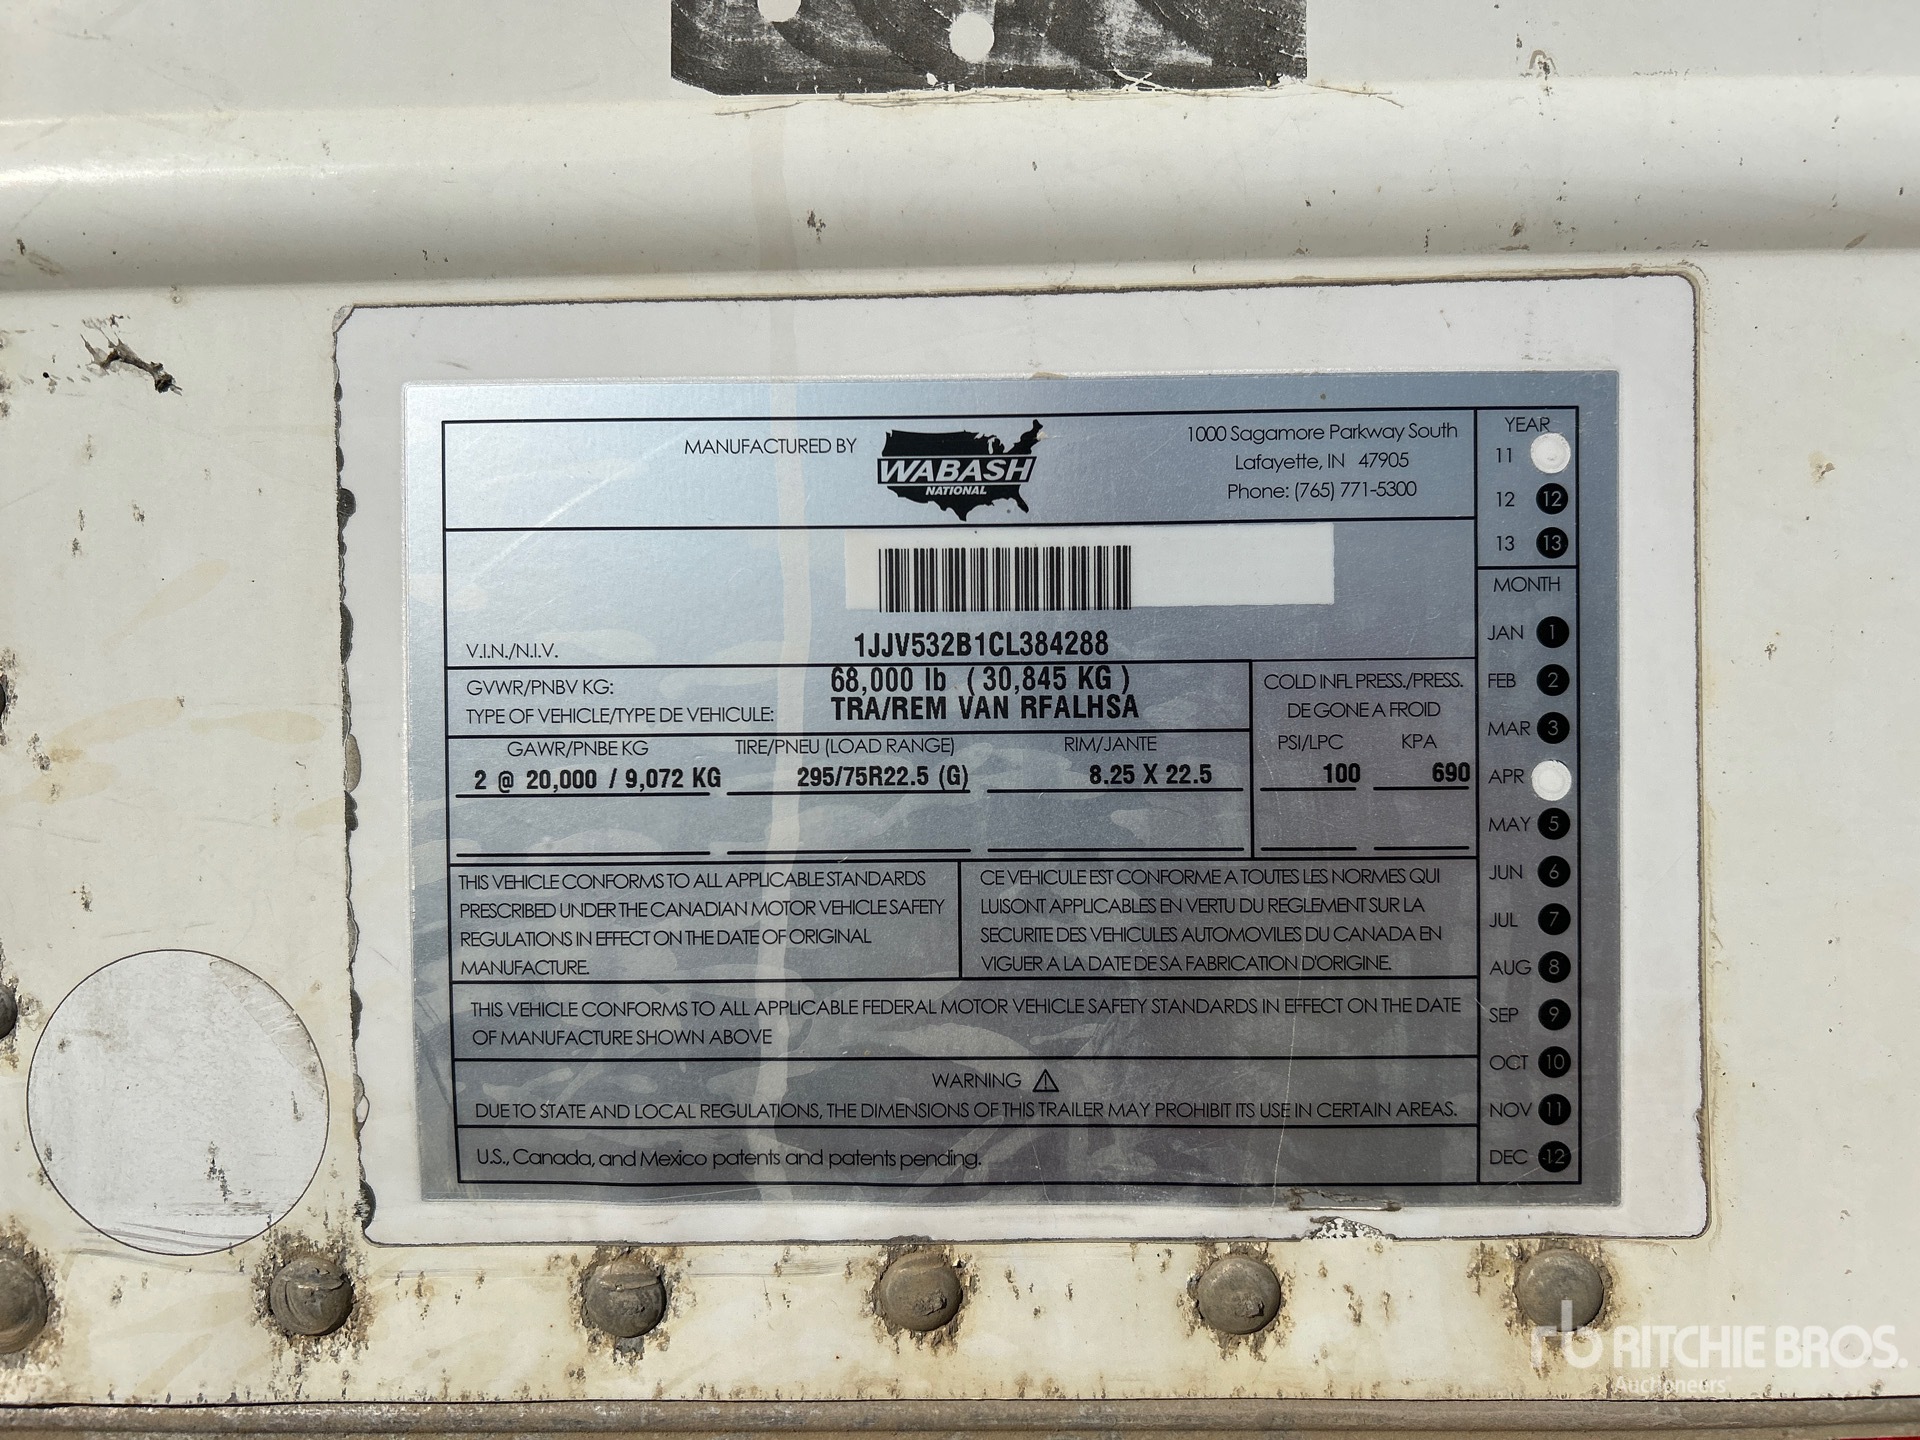 MANUFACTURED BY
WABASH
NATIONAL
1000 Sagamore Parkway South
Lafayette, IN 47905
Phone: (765) 771-5300
V.I.N./N.I.V.
1JJV532B1CL384288
GVWR/PNBV KG:
68,000 lb (30,845 KG)
TYPE OF VEHICLE/TYPE DE VEHICULE:
TRA/REM VAN RFALHSA
COLD INFL PRESS./PRESS.
DE GONE A FROID
GAWR/PNBE KG TIRE/PNEU (LOAD RANGE) RIM/JANTE PSI/LPC KPA
2 @ 20,000 / 9,072 KG 295/75R22.5 (G) 8.25 X 22.5 100 690
THIS VEHICLE CONFORMS TO ALL APPLICABLE STANDARDS
PRESCRIBED UNDER THE CANADIAN MOTOR VEHICLE SAFETY
REGULATIONS IN EFFECT ON THE DATE OF ORIGINAL
MANUFACTURE.
CE VEHICULE EST CONFORME A TOUTES LES NORMES QUI
LUISONT APPLICABLES EN VERTU DU REGLEMENT SUR LA
SECURITE DES VEHICULES AUTOMOVILES DU CANADA EN
VIGUER A LA DATE DE SA FABRICATION D'ORIGINE.
THIS VEHICLE CONFORMS TO ALL APPLICABLE FEDERAL MOTOR VEHICLE SAFETY STANDARDS IN EFFECT ON THE DATE
OF MANUFACTURE SHOWN ABOVE
WARNING
DUE TO STATE AND LOCAL REGULATIONS, THE DIMENSIONS OF THIS TRAILER MAY PROHIBIT ITS USE IN CERTAIN AREAS.
U.S., Canada, and Mexico patents and patents pending.
YEAR
11
12 12
13 13
MONTH
JAN 1
FEB 2
MAR 3
APR
MAY 5
JUN 6
JUL 7
AUG 8
SEP 9
OCT 10
NOV 11
DEC 12
rb RITCHIE BROS.
Auctioneers